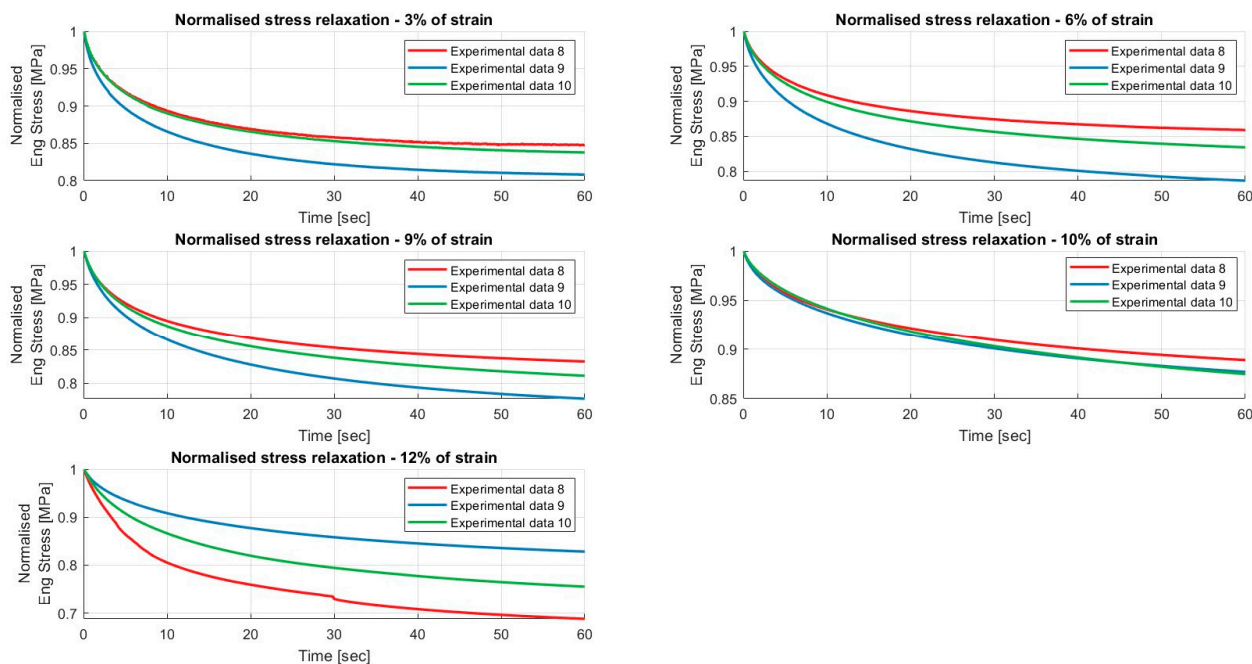 Normalised stress relaxation - 3% of strain
1
0.95
0.9
0.85
0.8
Normalised
Eng Stress [MPa]
Experimental data 8
Experimental data 9
Experimental data 10
0 10 20 30 40 50 60
Time [sec]
Normalised stress relaxation - 6% of strain
1
0.95
0.9
0.85
0.8
Normalised
Eng Stress [MPa]
Experimental data 8
Experimental data 9
Experimental data 10
0 10 20 30 40 50 60
Time [sec]
Normalised stress relaxation - 9% of strain
1
0.95
0.9
0.85
0.8
Normalised
Eng Stress [MPa]
Experimental data 8
Experimental data 9
Experimental data 10
0 10 20 30 40 50 60
Time [sec]
Normalised stress relaxation - 10% of strain
1
0.95
0.9
0.85
Normalised
Eng Stress [MPa]
Experimental data 8
Experimental data 9
Experimental data 10
0 10 20 30 40 50 60
Time [sec]
Normalised stress relaxation - 12% of strain
1
0.9
0.8
0.7
Normalised
Eng Stress [MPa]
Experimental data 8
Experimental data 9
Experimental data 10
0 10 20 30 40 50 60
Time [sec]